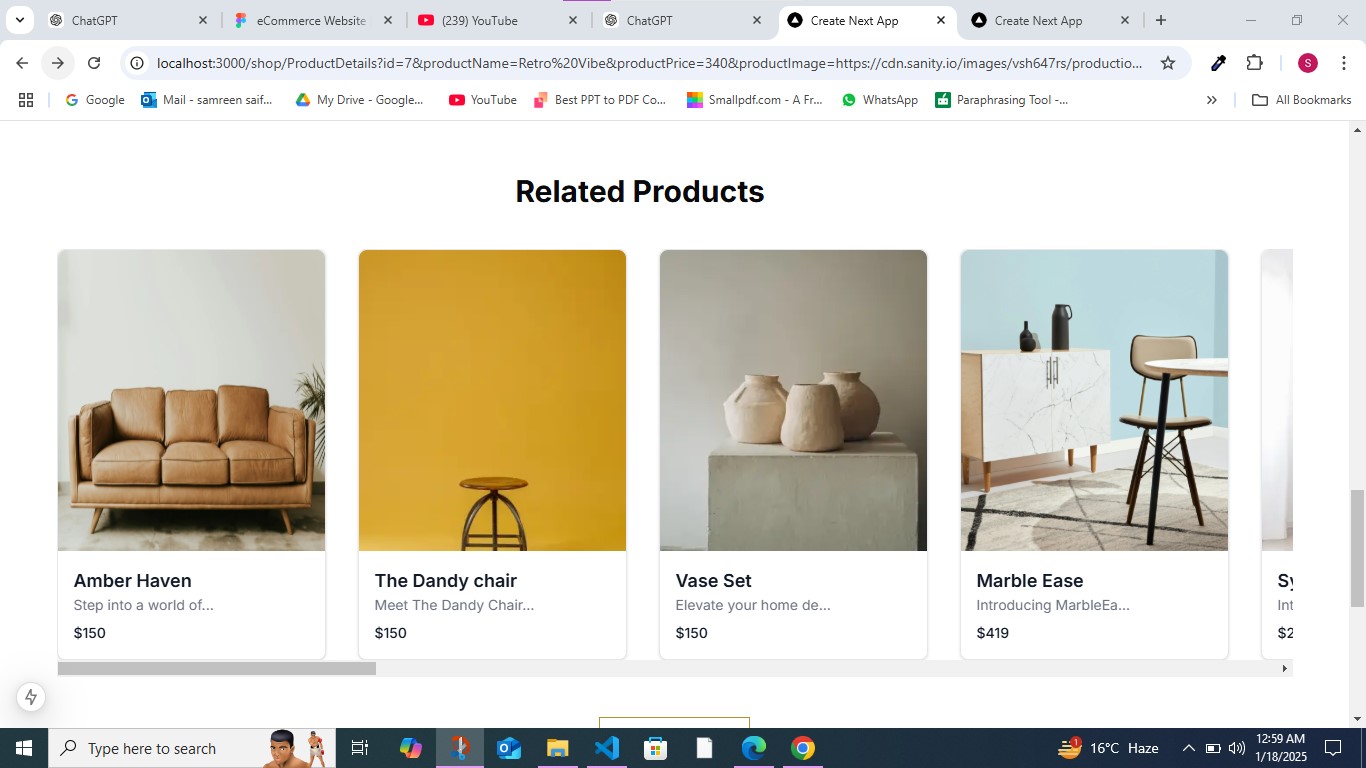 ChatGPT
eCommerce Website
(239) YouTube
ChatGPT
Create Next App
Create Next App
localhost:3000/shop/ProductDetails?id=7&productName=Retro%20Vibe&productPrice=340&productImage=https://cdn.sanity.io/images/vsh647rs/productio...
S
Google
Mail - samreen saif...
My Drive - Google...
YouTube
Best PPT to PDF Co...
Smallpdf.com - A Fr...
WhatsApp
Paraphrasing Tool -...
All Bookmarks
Related Products
Amber Haven
Step into a world of...
$150
The Dandy chair
Meet The Dandy Chair...
$150
Vase Set
Elevate your home de...
$150
Marble Ease
Introducing MarbleEa...
$419
Sy
Int
$2
Type here to search
1
16°C Haze
12:59 AM
1/18/2025